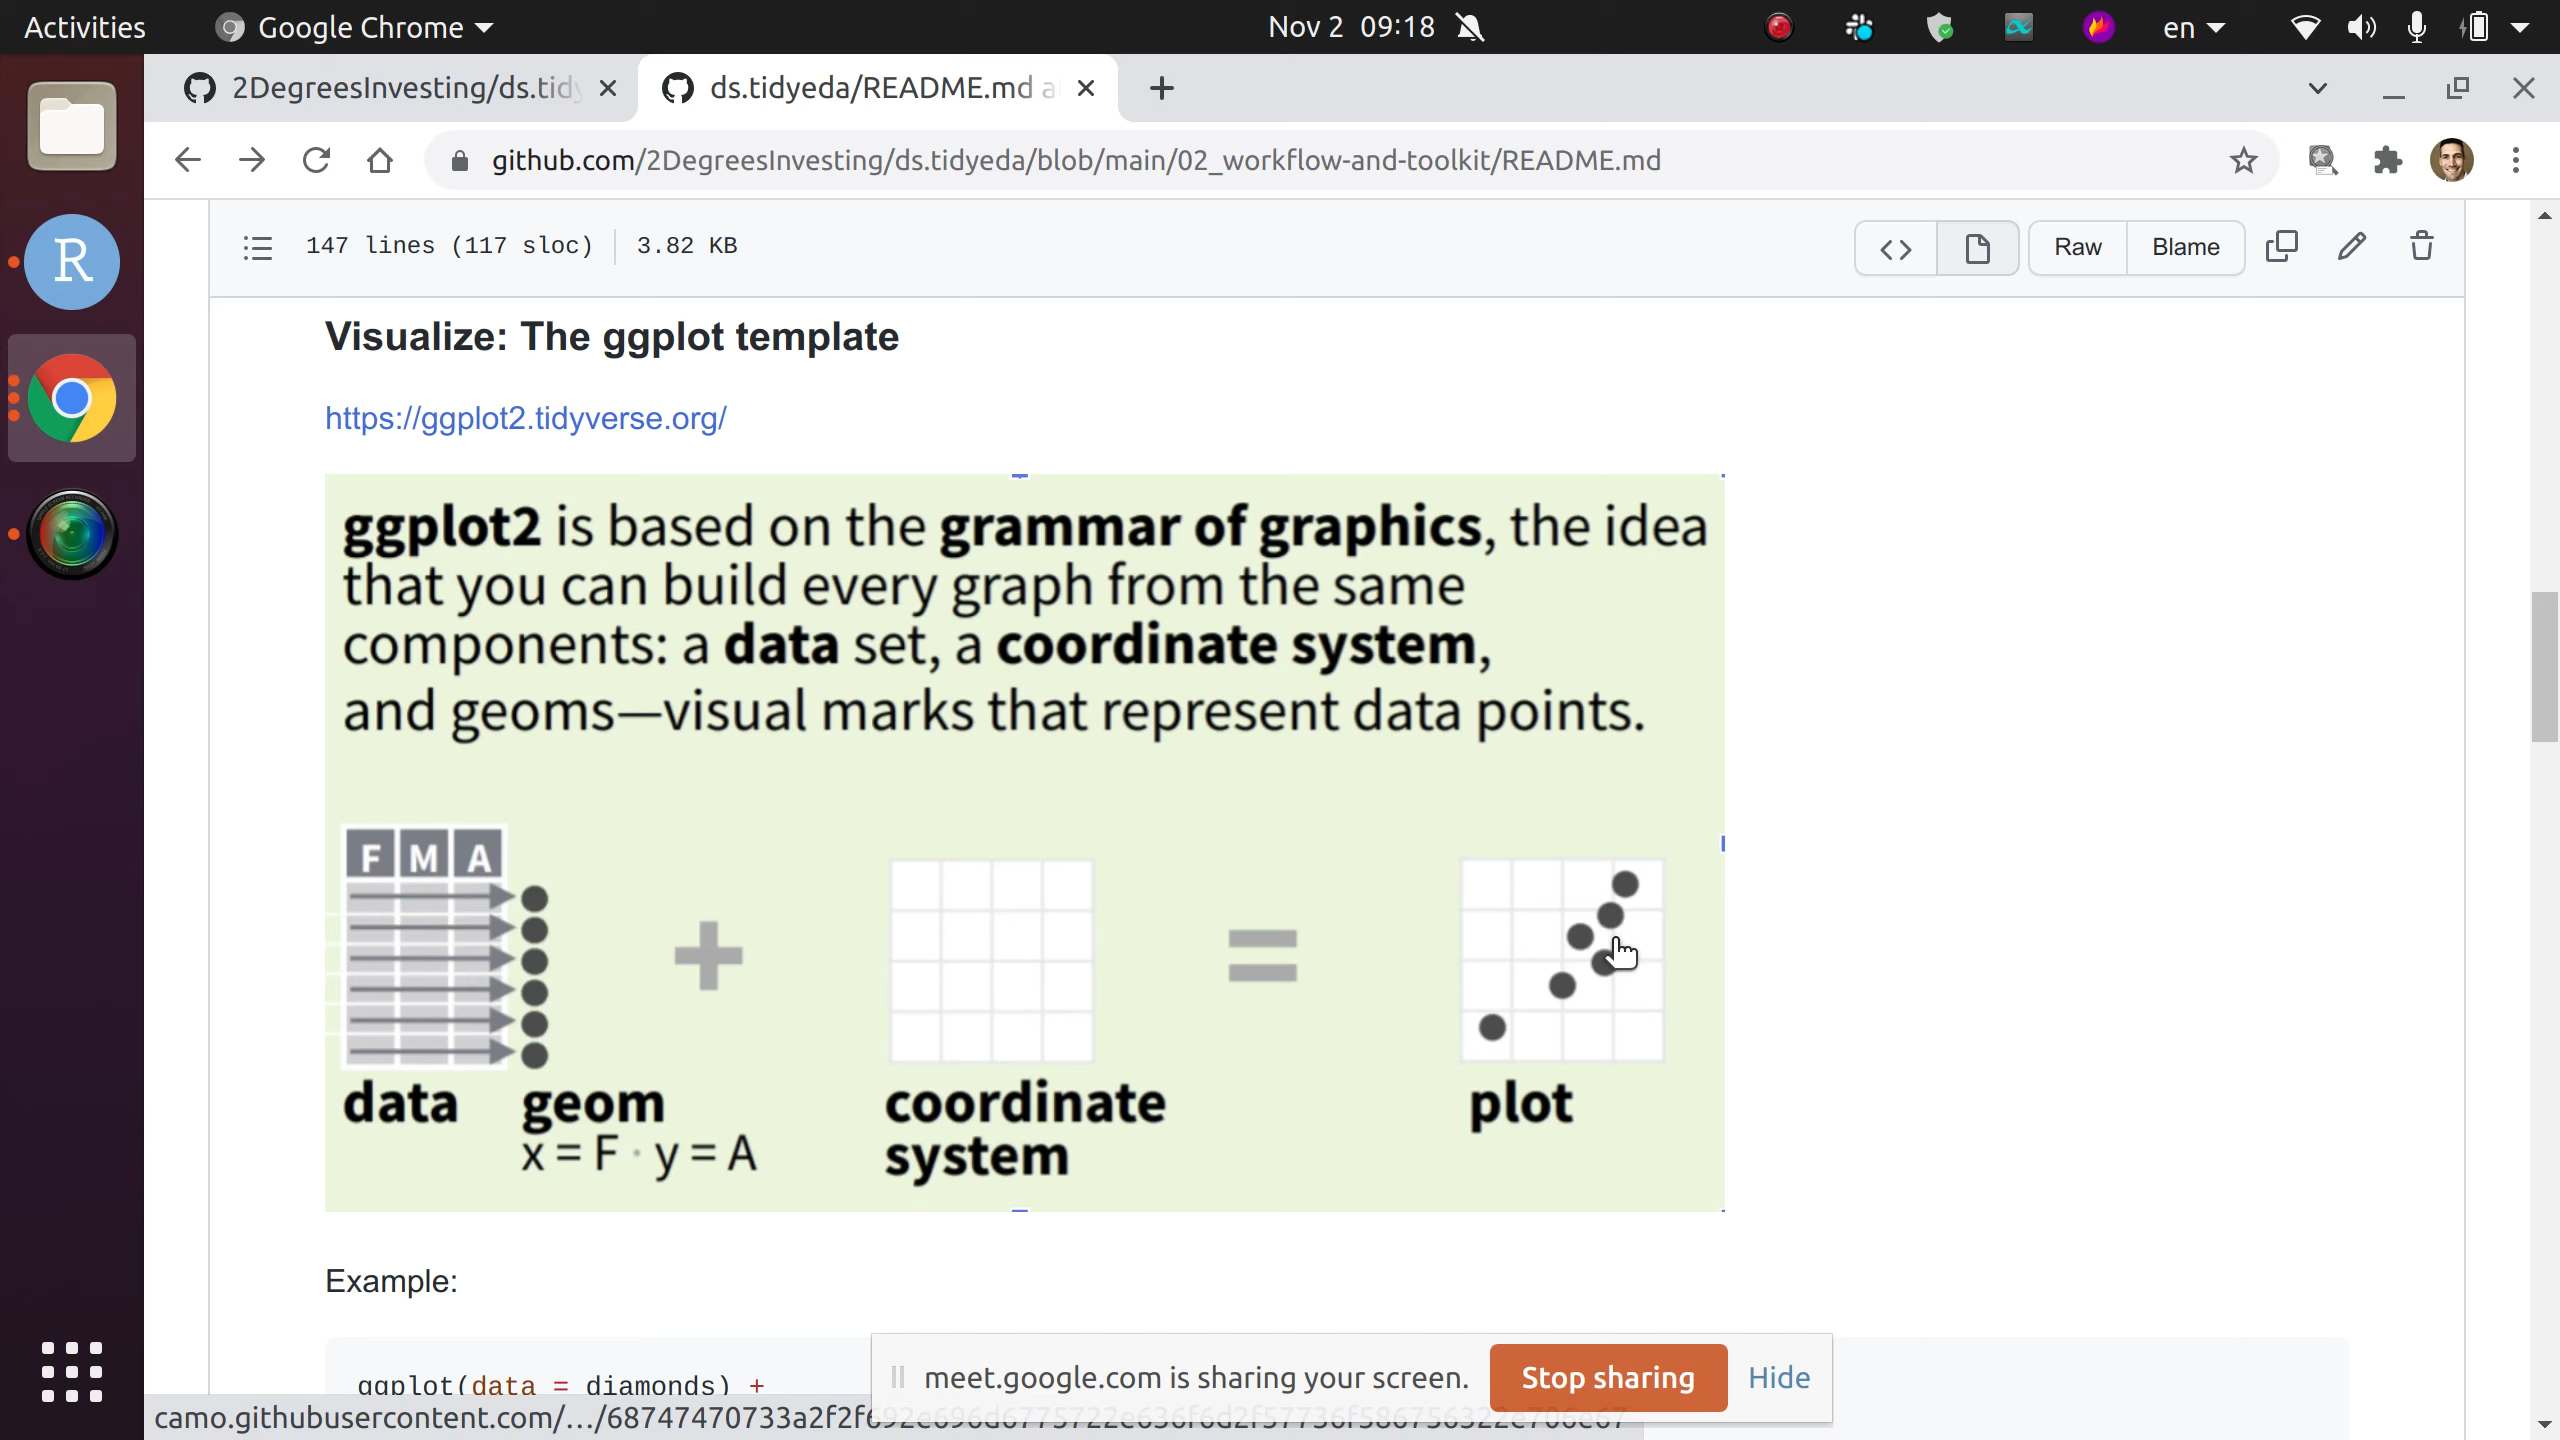 Activities
Google Chrome
Nov 2 09:18
en
2DegreesInvesting/ds.tidy
ds.tidyeda/README.md a
github.com/2DegreesInvesting/ds.tidyeda/blob/main/02_workflow-and-toolkit/README.md
147 lines (117 sloc)
3.82 KB
Raw
Blame
R
Visualize: The ggplot template
https://ggplot2.tidyverse.org/
ggplot2 is based on the grammar of graphics, the idea
that you can build every graph from the same
components: a data set, a coordinate system,
and geoms—visual marks that represent data points.
F M A
+
=
data
geom
x = F · y = A
coordinate
system
plot
Example:
ggplot(data = diamonds) +
meet.google.com is sharing your screen.
Stop sharing
Hide
camo.githubusercontent.com/…/68747470733a2f2f692e696d6775722e636f6d2f57736f586756322e706e67